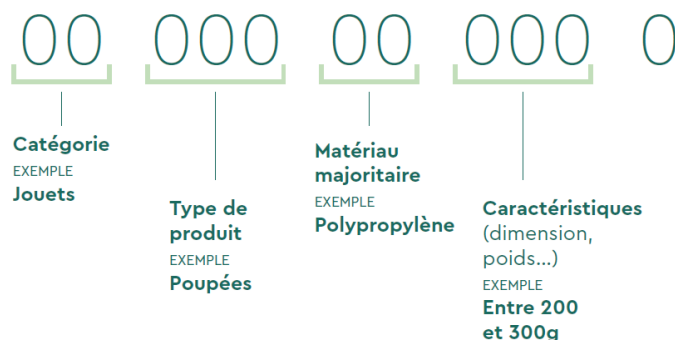 00 000 00 000 0
Catégorie
EXEMPLE
Jouets
Type de
produit
EXEMPLE
Poupées
Matériau
majoritaire
EXEMPLE
Polypropylène
Caractéristiques
(dimension,
poids...)
EXEMPLE
Entre 200
et 300g